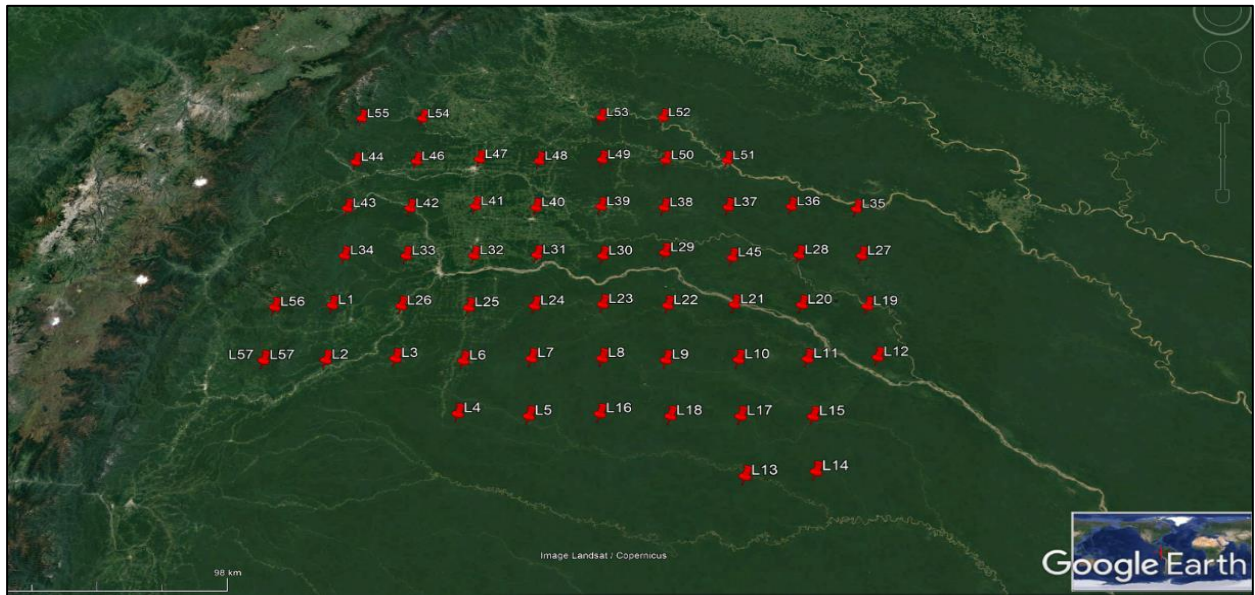 L55 L54 L53 L52
L44 L46 L47 L48 L49 L50 L51
L43 L42 L41 L40 L39 L38 L37 L36 L35
L34 L33 L32 L31 L30 L29 L45 L28 L27
L56 L1 L26 L25 L24 L23 L22 L21 L20 L19
L57 L57 L2 L3 L6 L7 L8 L9 L10 L11 L12
L4 L5 L16 L18 L17 L15
L13 L14
Image Landsat / Copernicus
98 km
Google Earth